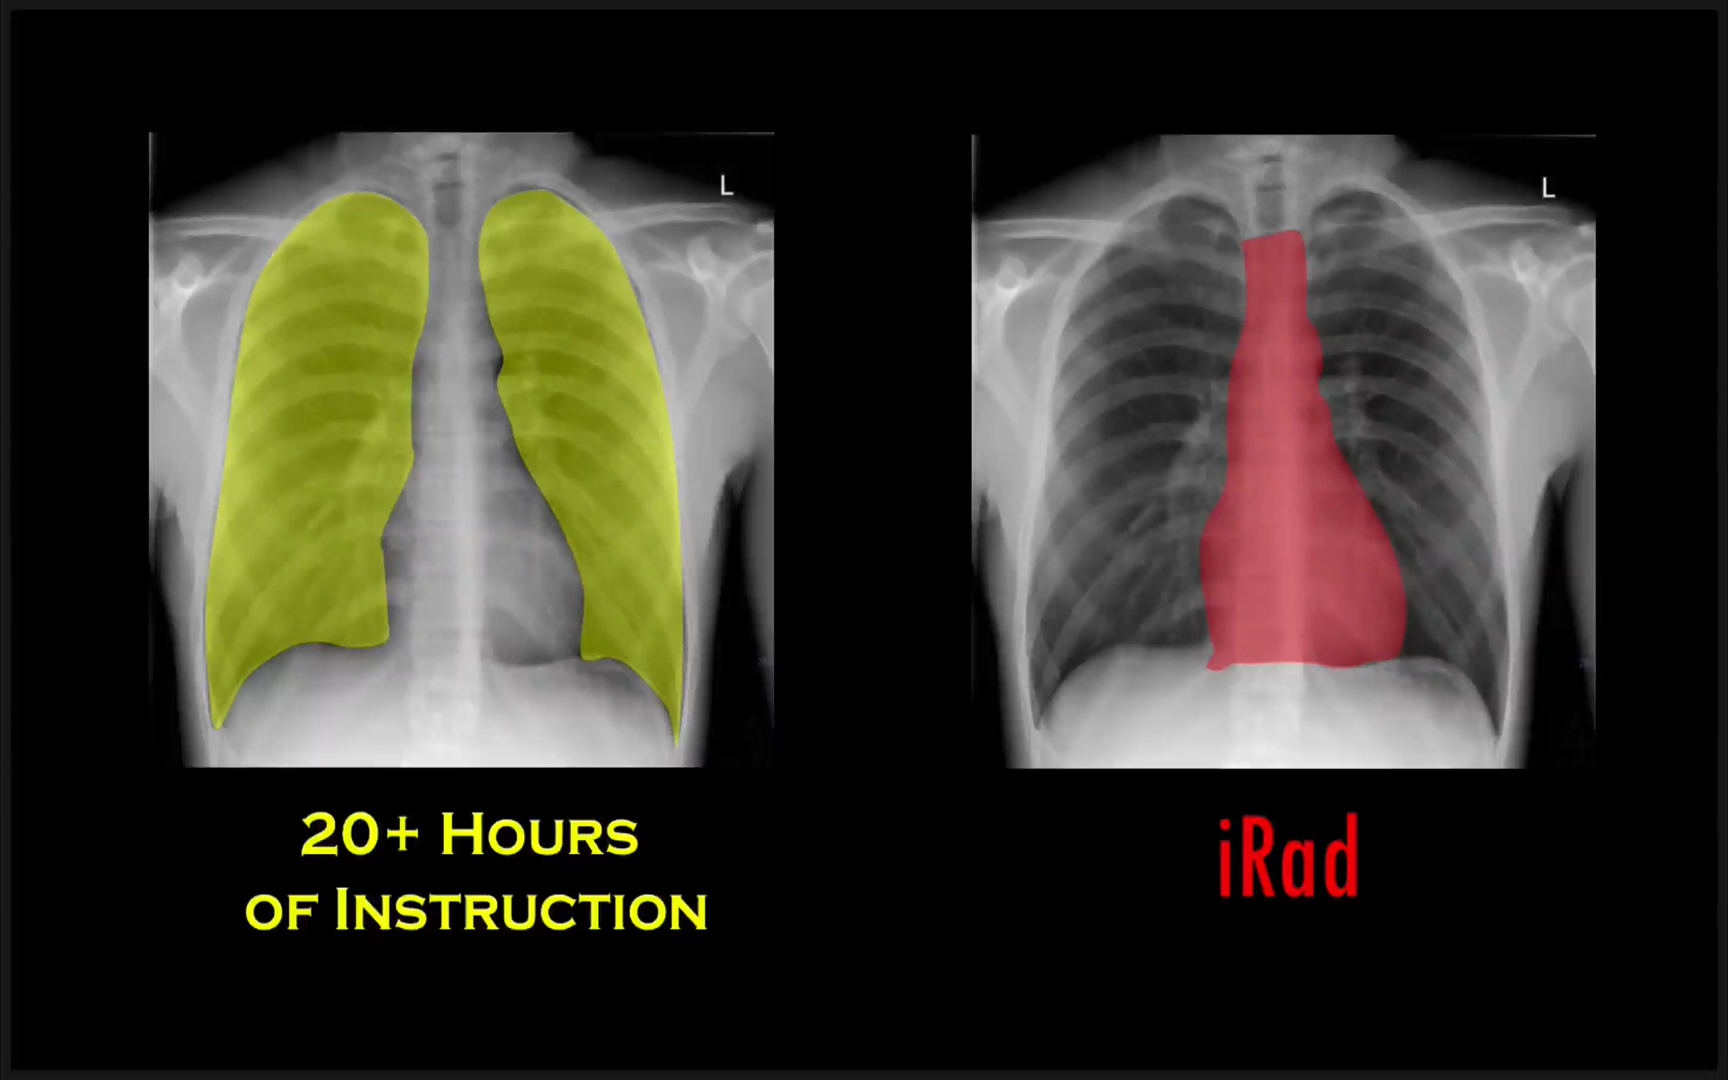 L
L
20+ Hours
of Instruction
iRad